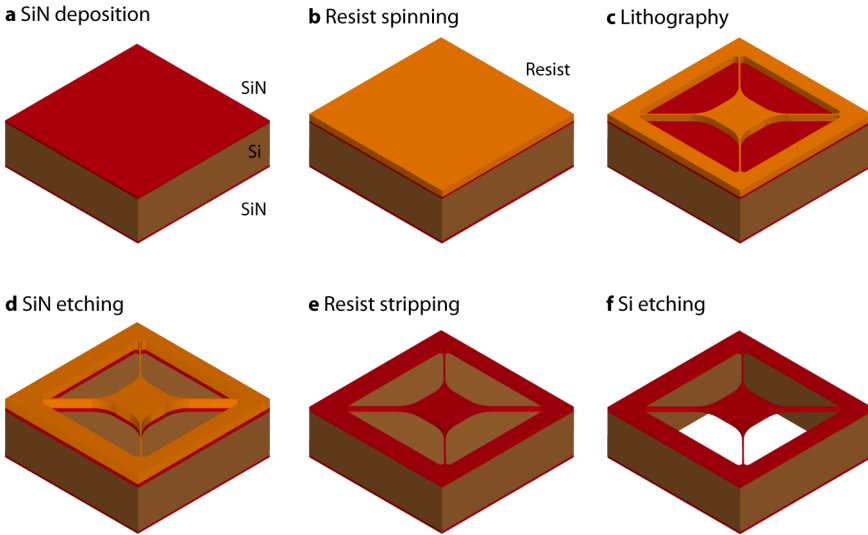 a SiN deposition
b Resist spinning
c Lithography
SiN
Resist
Si
SiN
d SiN etching
e Resist stripping
f Si etching